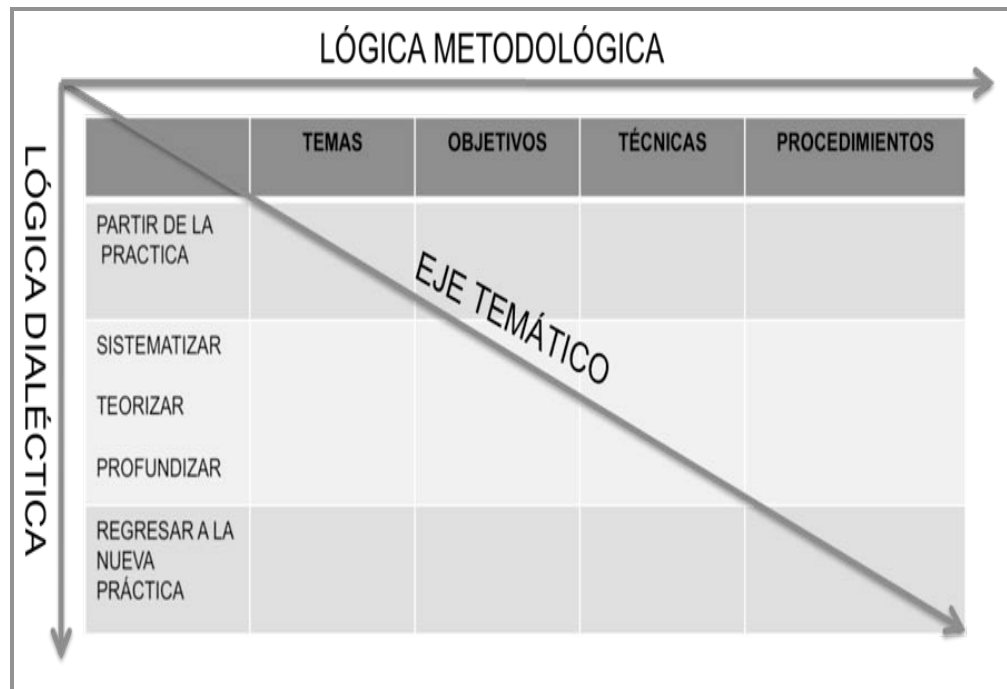 LÓGICA METODOLÓGICA
LÓGICA DIALÉCTICA
TEMAS OBJETIVOS TÉCNICAS PROCEDIMIENTOS
PARTIR DE LA
PRACTICA
EJE TEMÁTICO
SISTEMATIZAR
TEORIZAR
PROFUNDIZAR
REGRESAR A LA
NUEVA
PRÁCTICA